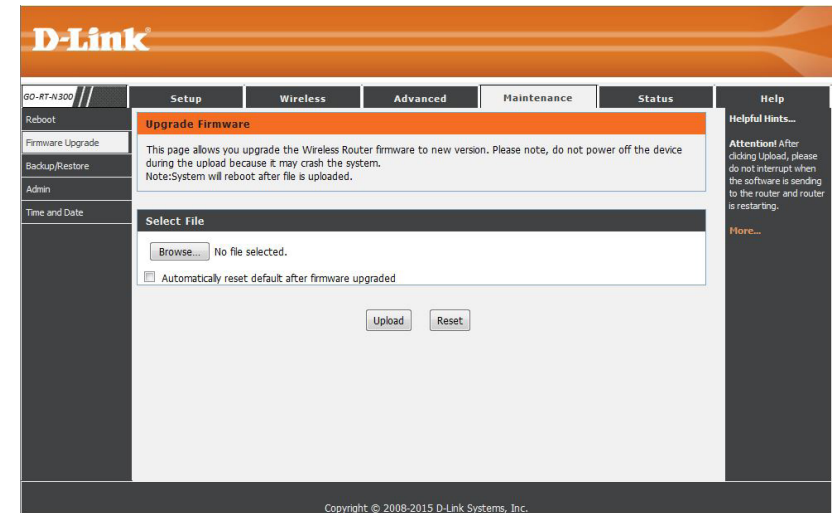 D-Link
GO-RT-N300
Setup
Wireless
Advanced
Maintenance
Status
Help
Reboot
Firmware Upgrade
Backup/Restore
Admin
Time and Date
Upgrade Firmware
This page allows you upgrade the Wireless Router firmware to new version. Please note, do not power off the device
during the upload because it may crash the system.
Note:System will reboot after file is uploaded.
Select File
Browse... No file selected.
Automatically reset default after firmware upgraded
Upload
Reset
Helpful Hints...
Attention! After
clicking Upload, please
do not interrupt when
the software is sending
to the router and router
is restarting.
More...
Copyright © 2008-2015 D-Link Systems, Inc.